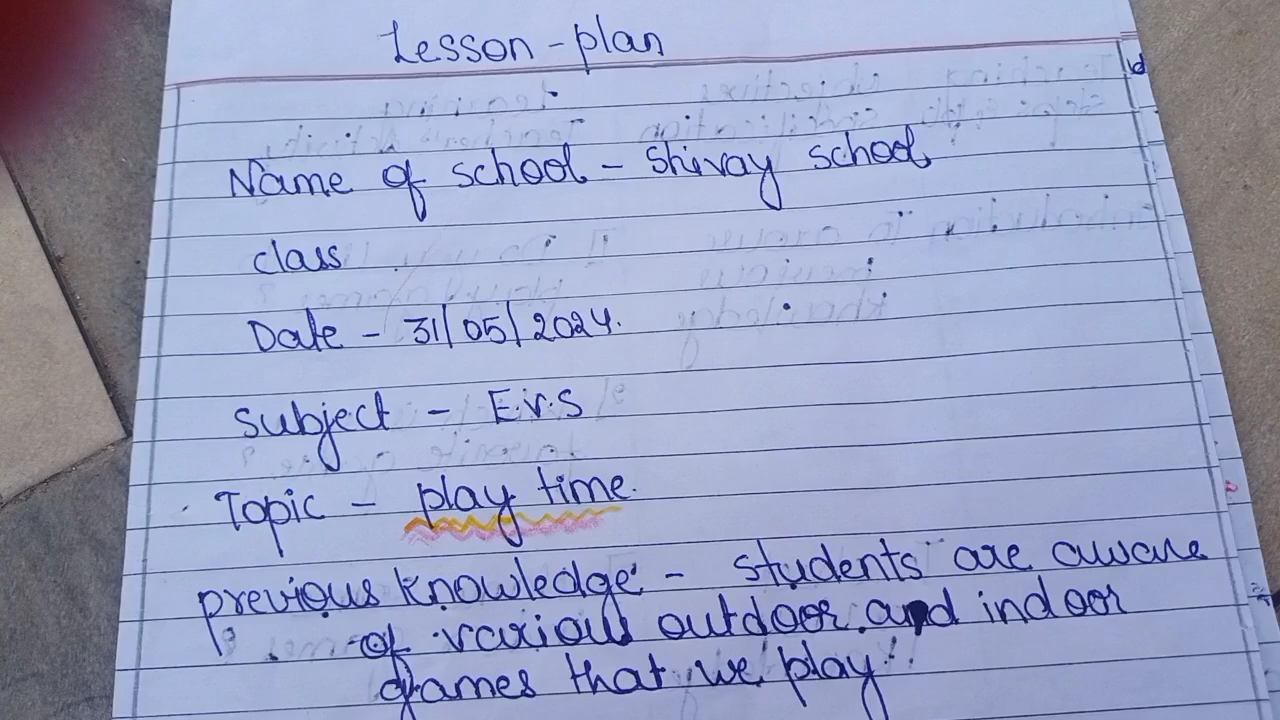 Lesson-plan
Name of school - Shivay school
class
Date - 31/05/2024.
Subject - E.V.S
Topic - play time.
previous knowledge: - students are aware
of various outdoor and indoor
games that we play.